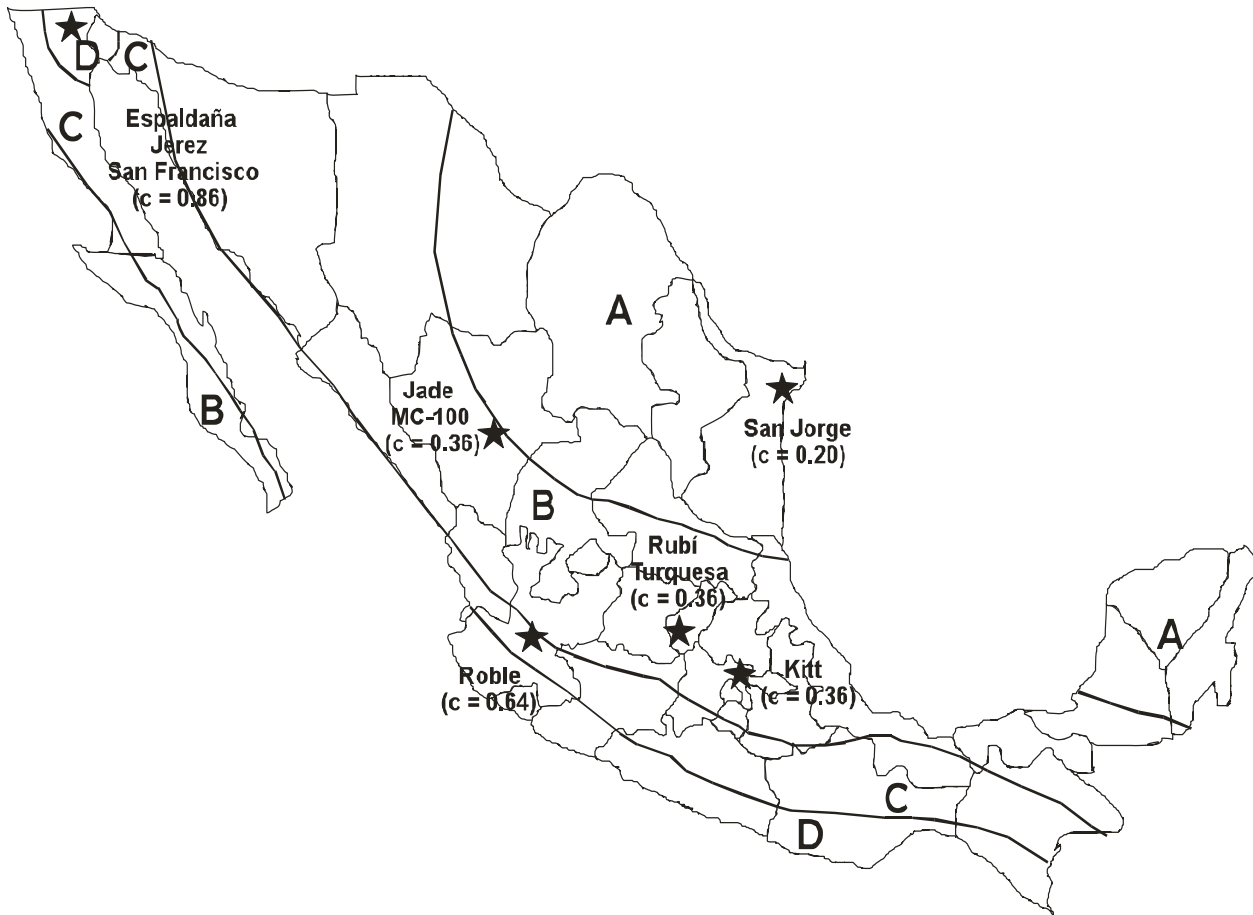 D
C
C
Espaldaña
Jerez
San Francisco
(c = 0.86)
A
B
Jade
MC-100
(c = 0.36)
San Jorge
(c = 0.20)
B
Rubí
Turquesa
(c = 0.36)
A
Roble
(c = 0.64)
Kitt
(c = 0.36)
C
D